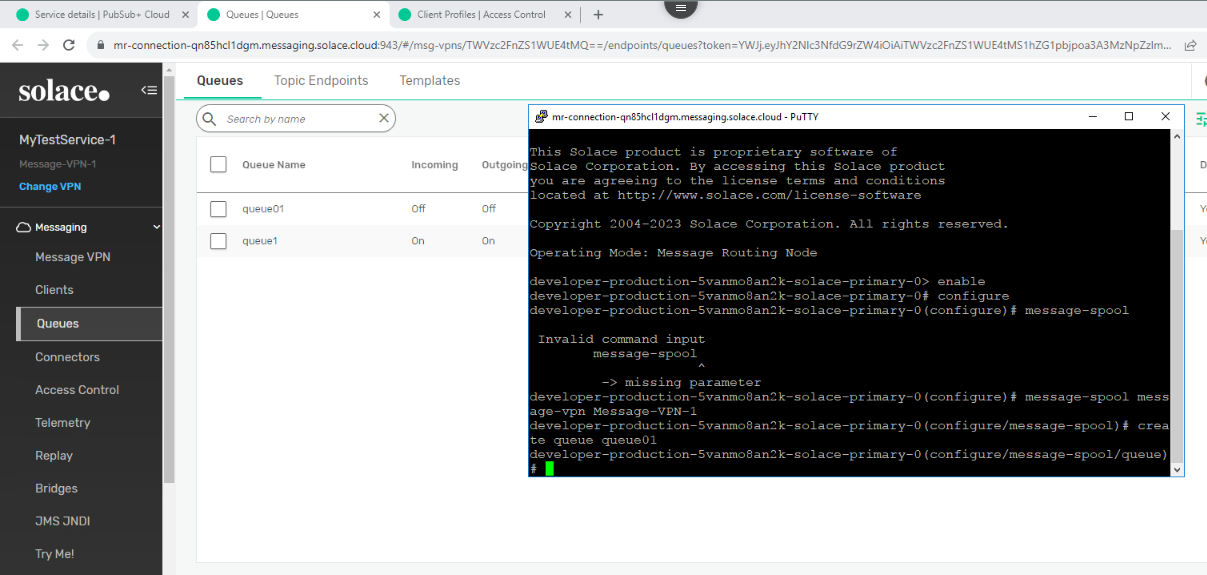 Service details | PubSub+ Cloud
Queues | Queues
Client Profiles | Access Control
mr-connection-qn85hcl1dgm.messaging.solace.cloud:943/#/msg-vpns/TWVzc2FnZS1WUE4tMQ==/endpoints/queues?token=YWJj.eyJhY2Nlc3NfdG9rZW4iOiAiTWVzc2FnZS1WUE4tMS1hZG1pbjpoa3A3MzNpZzlm...
solace.
MyTestService-1
Message-VPN-1
Change VPN
Messaging
Message VPN
Clients
Queues
Connectors
Access Control
Telemetry
Replay
Bridges
JMS JNDI
Try Me!
Queues Topic Endpoints Templates
Search by name
Queue Name Incoming Outgoing
queue01 Off Off
queue1 On On
mr-connection-qn85hcl1dgm.messaging.solace.cloud - PuTTY
This Solace product is proprietary software of
Solace Corporation. By accessing this Solace product
you are agreeing to the license terms and conditions
located at http://www.solace.com/license-software
Copyright 2004-2023 Solace Corporation. All rights reserved.
Operating Mode: Message Routing Node
developer-production-5vanmo8an2k-solace-primary-0> enable
developer-production-5vanmo8an2k-solace-primary-0# configure
developer-production-5vanmo8an2k-solace-primary-0(configure)# message-spool
Invalid command input
message-spool
^
-> missing parameter
developer-production-5vanmo8an2k-solace-primary-0(configure)# message-spool mess
age-vpn Message-VPN-1
developer-production-5vanmo8an2k-solace-primary-0(configure/message-spool)# crea
te queue queue01
developer-production-5vanmo8an2k-solace-primary-0(configure/message-spool/queue)
#